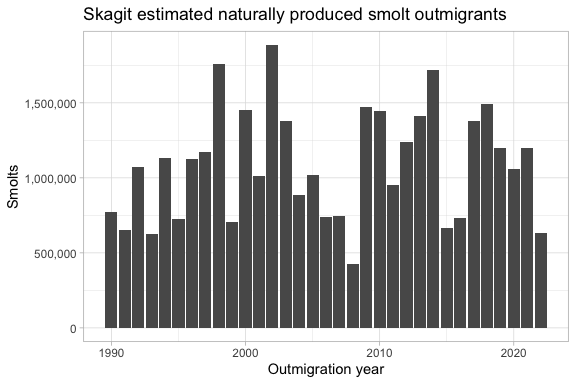 Skagit estimated naturally produced smolt outmigrants
Smolts
1,500,000
1,000,000
500,000
0
1990 2000 2010 2020
Outmigration year